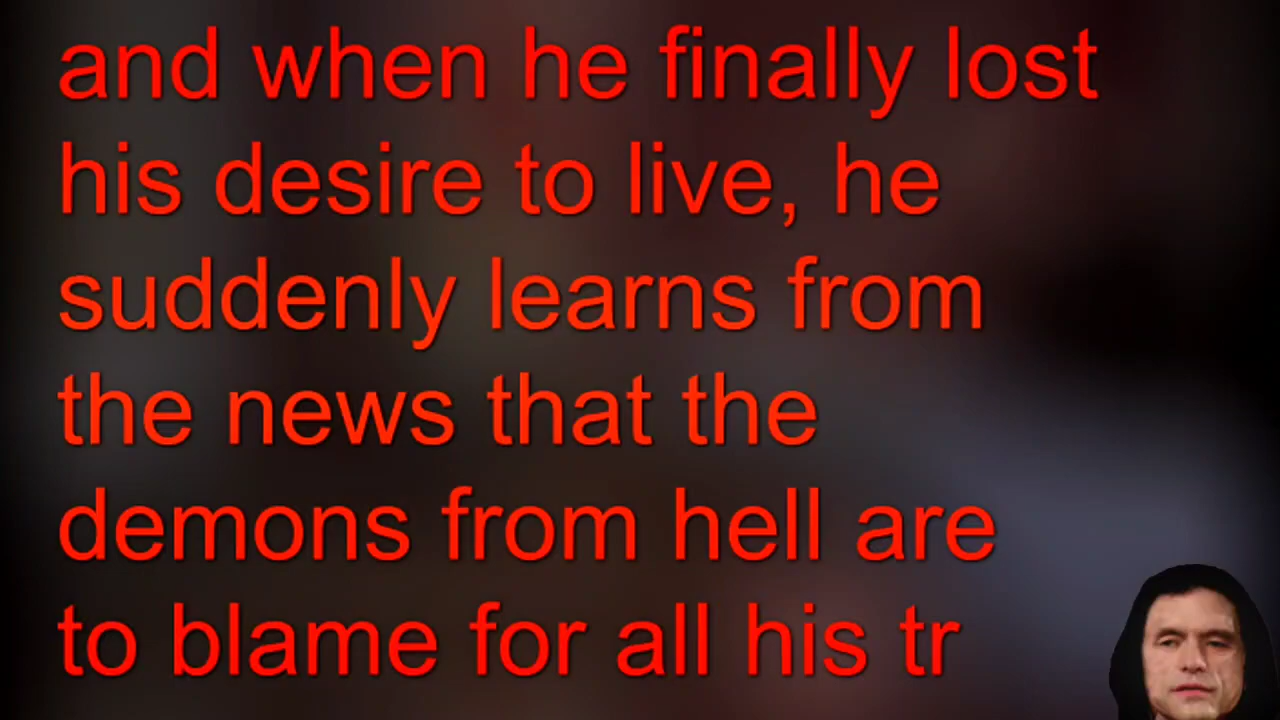 and when he finally lost
his desire to live, he
suddenly learns from
the news that the
demons from hell are
to blame for all his tr